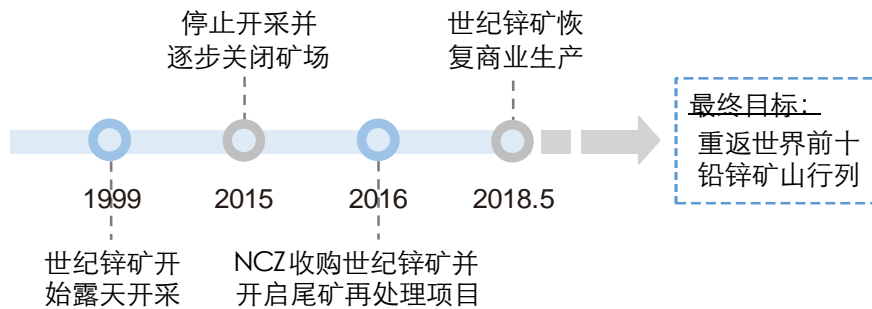 停止开采并
逐步关闭矿场
世纪锌矿恢
复商业生产
最终目标：
重返世界前十
铅锌矿山行列
1999
2015
2016
2018.5
世纪锌矿开
始露天开采
NCZ收购世纪锌矿并
开启尾矿再处理项目